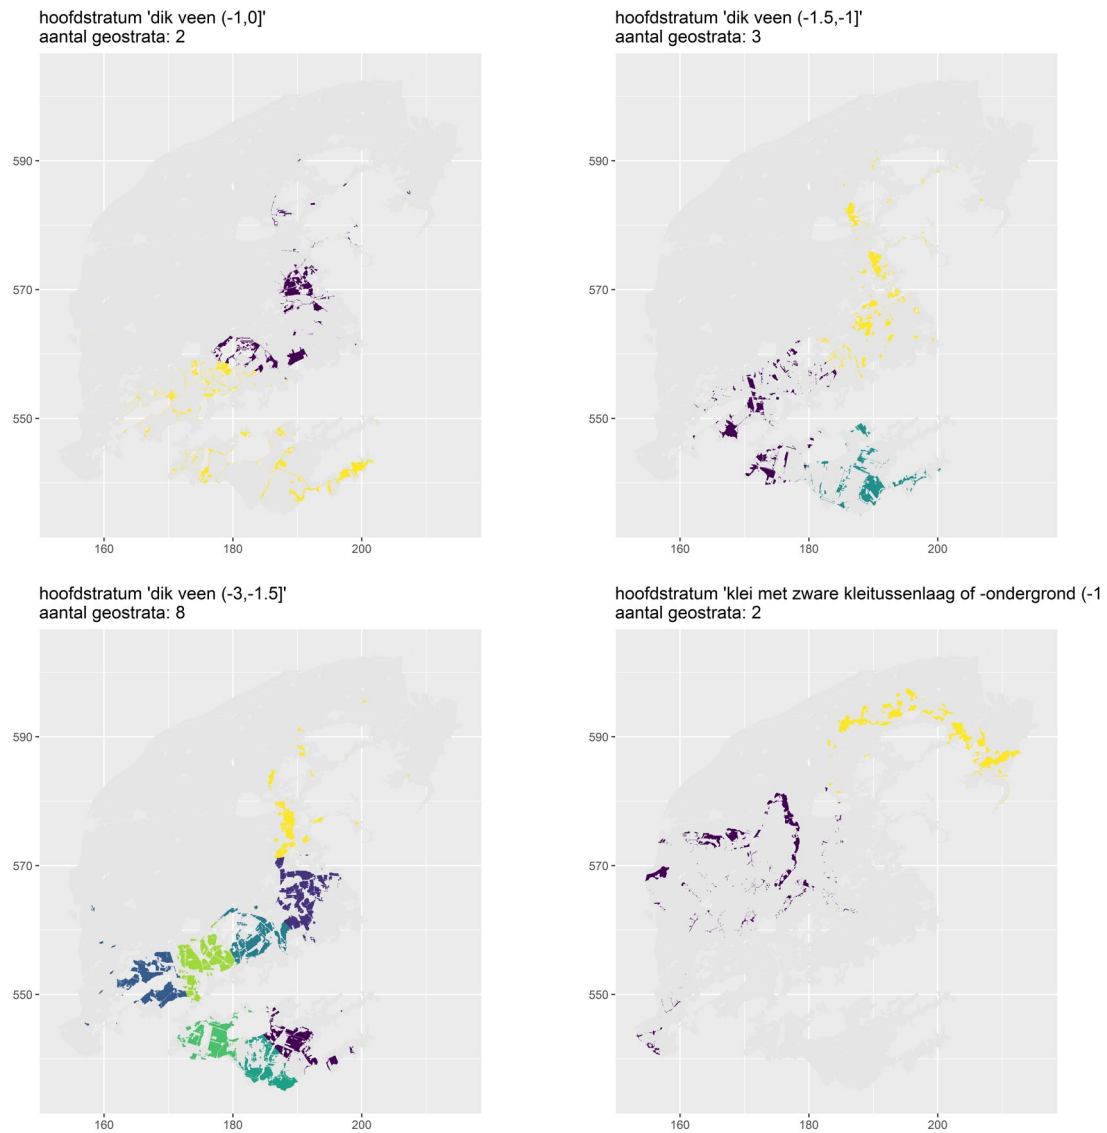 hoofdstratum 'dik veen (-1,0]'
aantal geostrata: 2
590
570
550
160 180 200
hoofdstratum 'dik veen (-1.5,-1]'
aantal geostrata: 3
590
570
550
160 180 200
hoofdstratum 'dik veen (-3,-1.5]'
aantal geostrata: 8
590
570
550
160 180 200
hoofdstratum 'klei met zware kleitussenlaag of -ondergrond (-1
aantal geostrata: 2
590
570
550
160 180 200